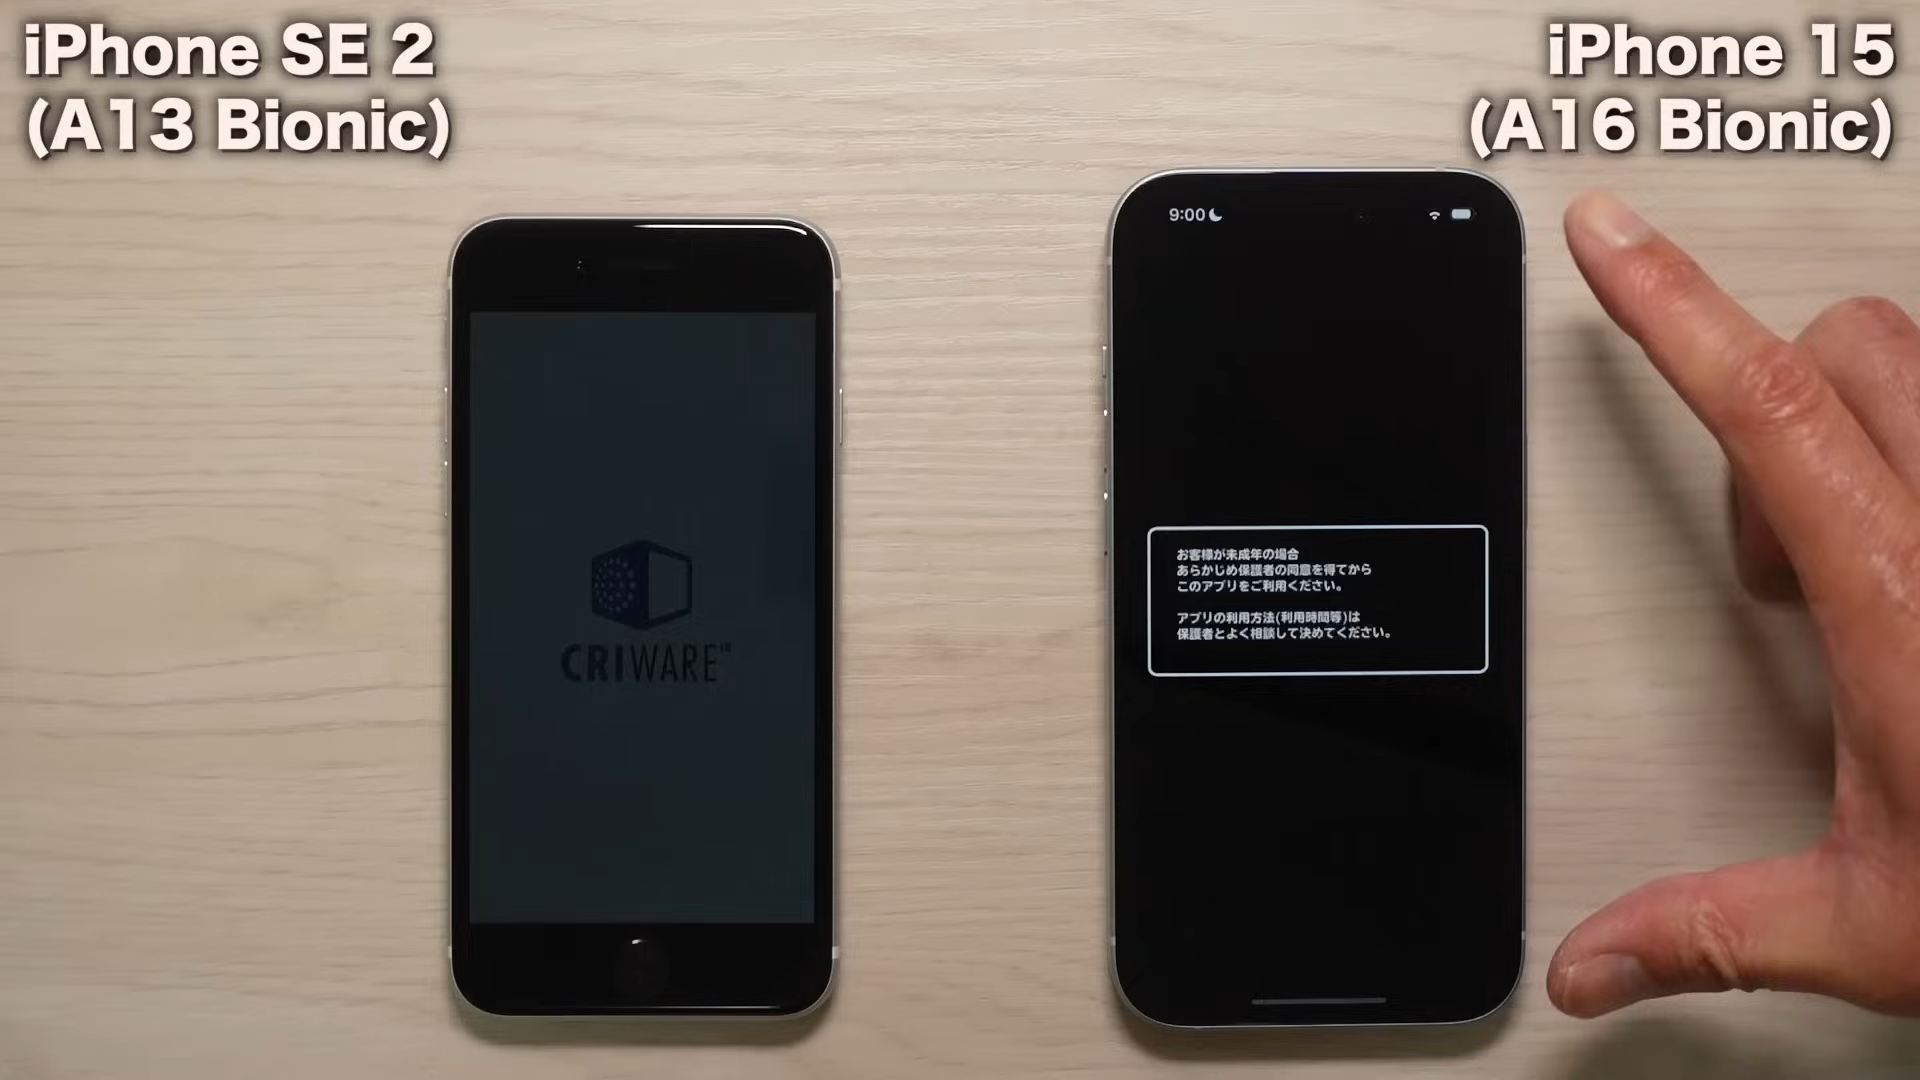 iPhone SE 2
(A13 Bionic)
iPhone 15
(A16 Bionic)
9:00
CRIWARE
お客様が未成年の場合
あらかじめ保護者の同意を得てから
このアプリをご利用ください。
アプリの利用方法(利用時間等)は
保護者とよく相談して決めてください。